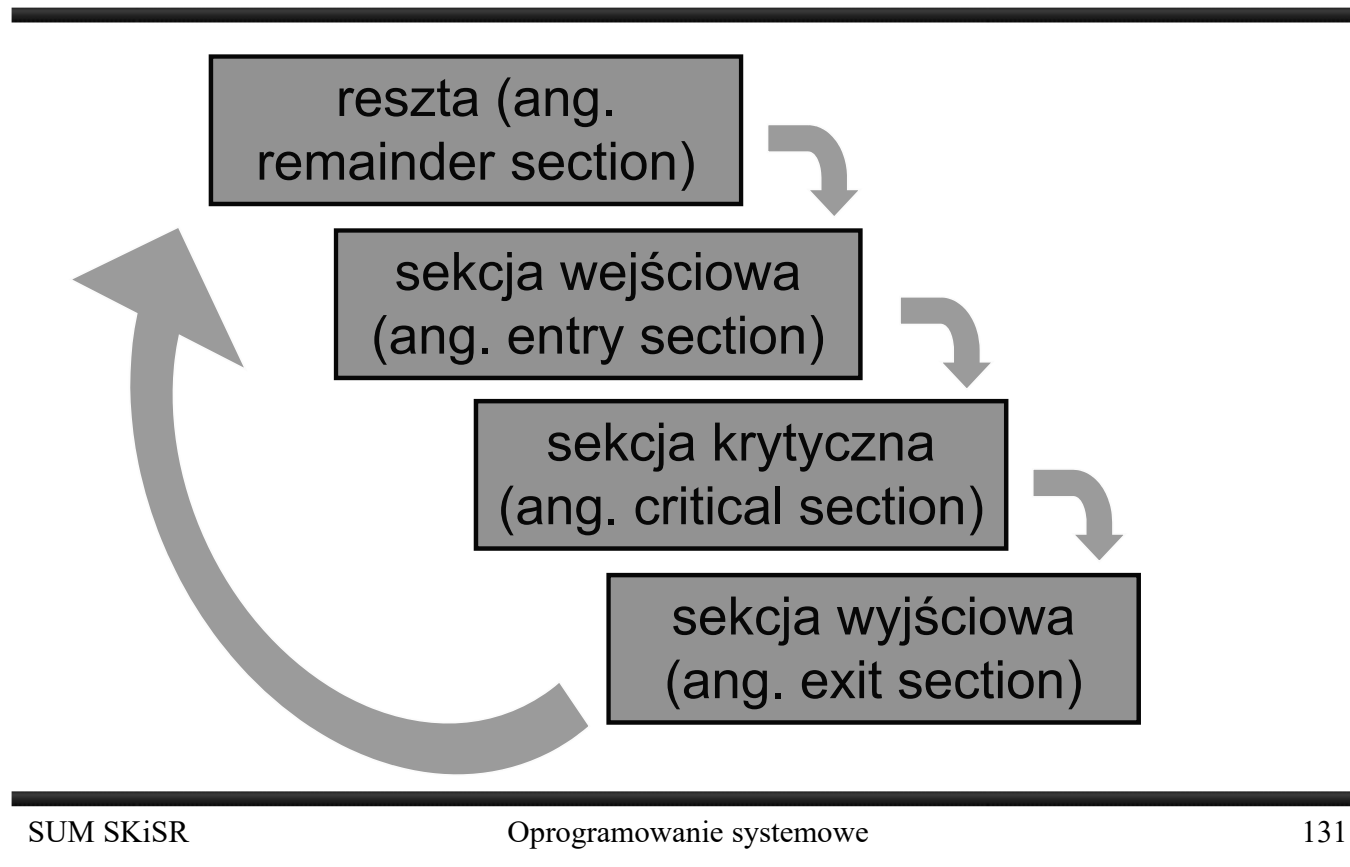 reszta (ang.
remainder section)
sekcja wejściowa
(ang. entry section)
sekcja krytyczna
(ang. critical section)
sekcja wyjściowa
(ang. exit section)
SUM SKiSR Oprogramowanie systemowe 131